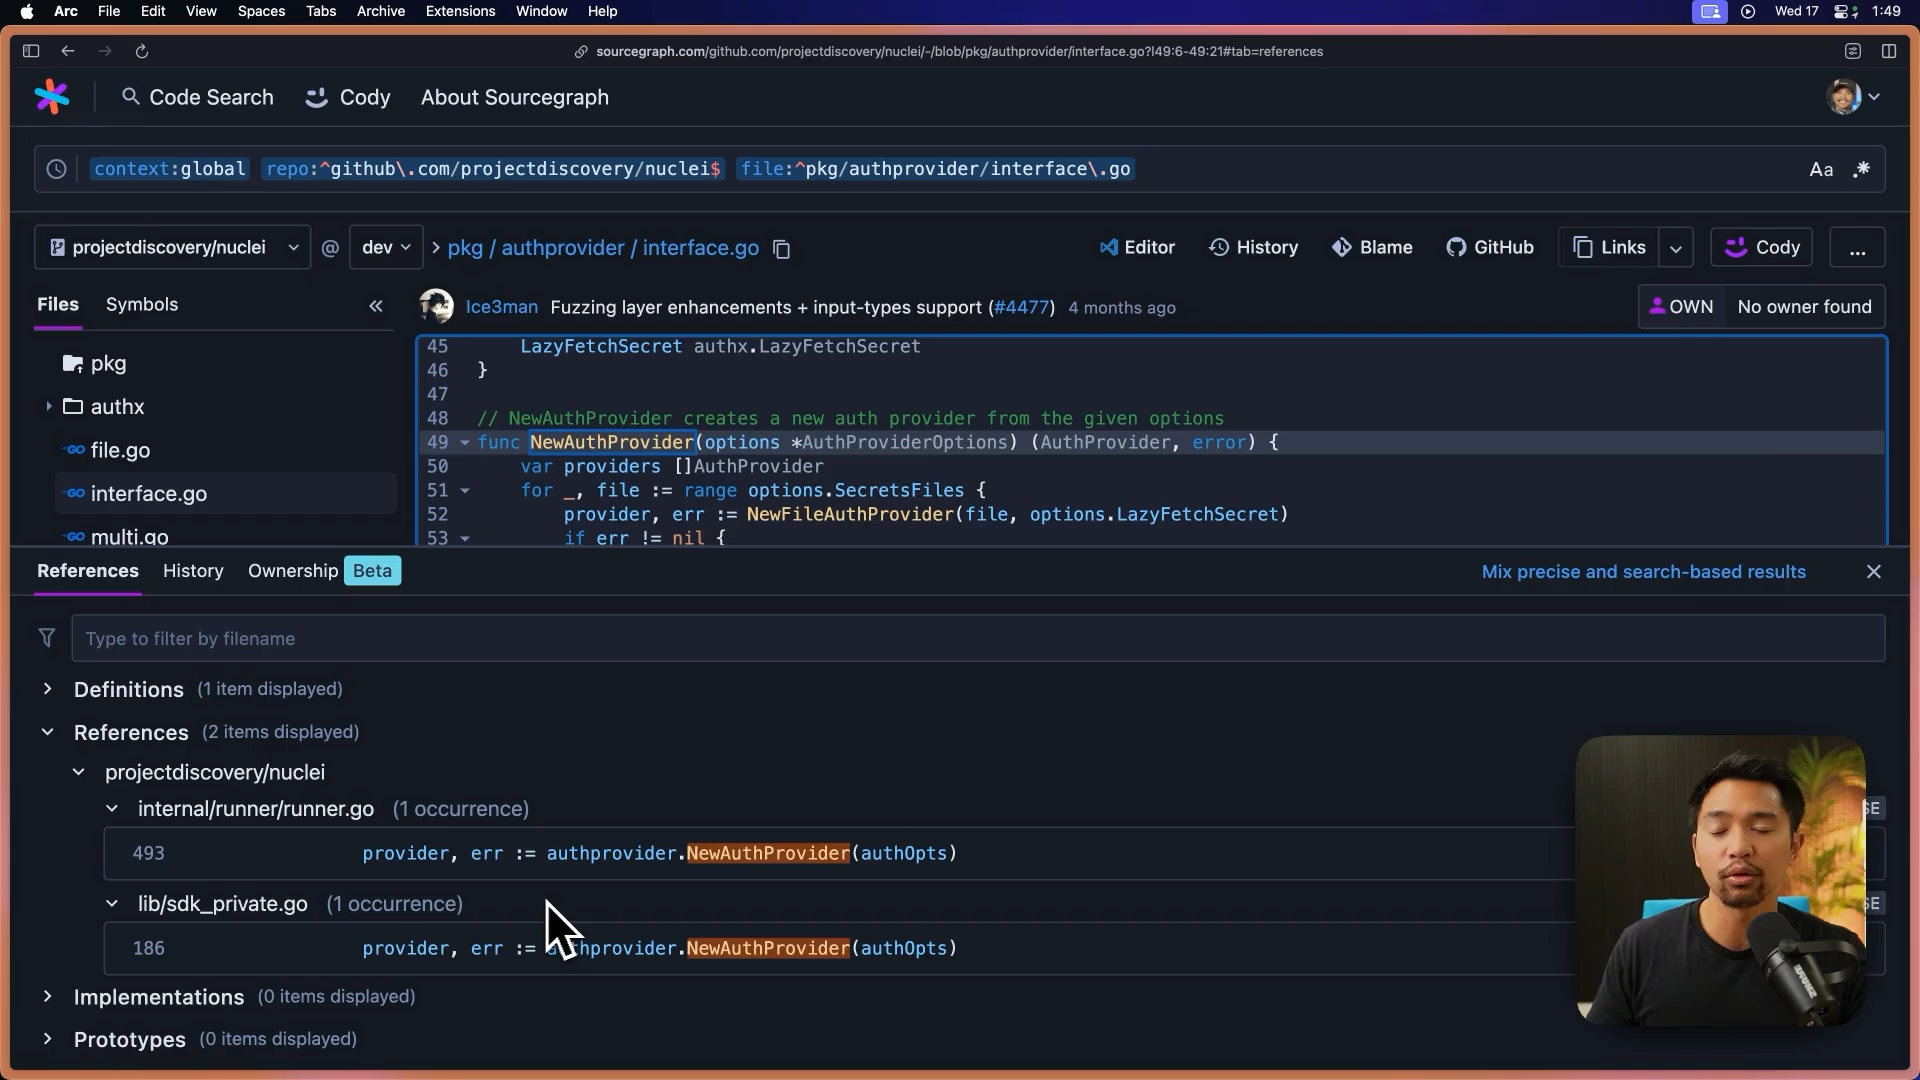 Arc File Edit View Spaces Tabs Archive Extensions Window Help Wed 17 1:49
sourcegraph.com/github.com/projectdiscovery/nuclei/-/blob/pkg/authprovider/interface.go?l49:6-49:21#tab=references
Code Search Cody About Sourcegraph
context:global repo:^github\.com/projectdiscovery/nuclei$ file:^pkg/authprovider/interface\.go Aa .*
projectdiscovery/nuclei @ dev > pkg / authprovider / interface.go Editor History Blame GitHub Links Cody ...
Files Symbols «
Ice3man Fuzzing layer enhancements + input-types support (#4477) 4 months ago OWN No owner found
pkg
authx
file.go
interface.go
multi.go
45 LazyFetchSecret authx.LazyFetchSecret
46 }
47
48 // NewAuthProvider creates a new auth provider from the given options
49 func NewAuthProvider(options *AuthProviderOptions) (AuthProvider, error) {
50 var providers []AuthProvider
51 for _, file := range options.SecretsFiles {
52 provider, err := NewFileAuthProvider(file, options.LazyFetchSecret)
53 if err != nil {
References History Ownership Beta Mix precise and search-based results
Type to filter by filename
Definitions (1 item displayed)
References (2 items displayed)
projectdiscovery/nuclei
internal/runner/runner.go (1 occurrence)
493 provider, err := authprovider.NewAuthProvider(authOpts)
lib/sdk_private.go (1 occurrence)
186 provider, err := authprovider.NewAuthProvider(authOpts)
Implementations (0 items displayed)
Prototypes (0 items displayed)